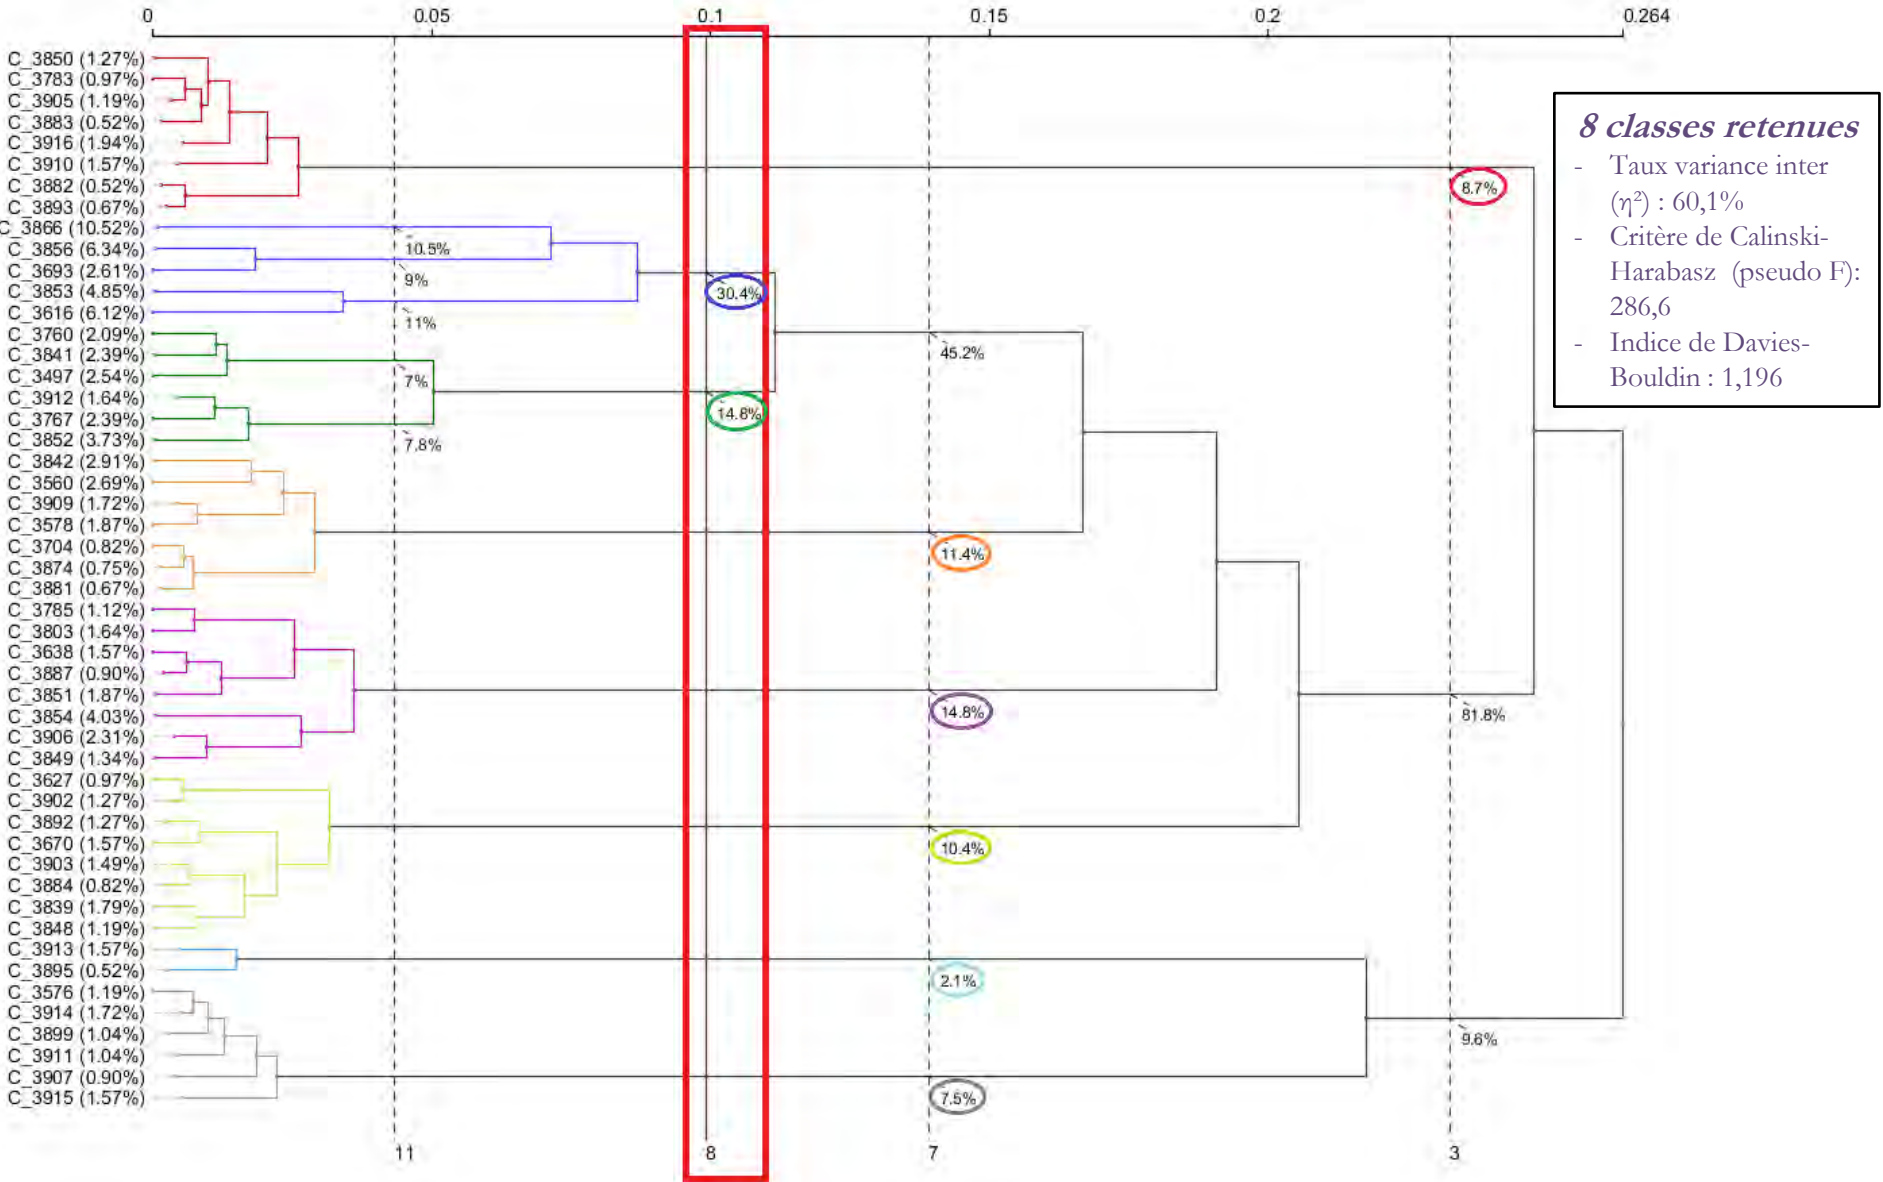 0 0.05 0.1 0.15 0.2 0.264
C_3850 (1.27%)
C_3783 (0.97%)
C_3905 (1.19%)
C_3883 (0.52%)
C_3916 (1.94%)
C_3910 (1.57%)
C_3882 (0.52%)
C_3893 (0.67%)
C_3866 (10.52%)
C_3856 (6.34%)
C_3693 (2.61%)
C_3853 (4.85%)
C_3616 (6.12%)
C_3760 (2.09%)
C_3841 (2.39%)
C_3497 (2.54%)
C_3912 (1.64%)
C_3767 (2.39%)
C_3852 (3.73%)
C_3842 (2.91%)
C_3560 (2.69%)
C_3909 (1.72%)
C_3578 (1.87%)
C_3704 (0.82%)
C_3874 (0.75%)
C_3881 (0.67%)
C_3785 (1.12%)
C_3803 (1.64%)
C_3638 (1.57%)
C_3887 (0.90%)
C_3851 (1.87%)
C_3854 (4.03%)
C_3906 (2.31%)
C_3849 (1.34%)
C_3627 (0.97%)
C_3902 (1.27%)
C_3892 (1.27%)
C_3670 (1.57%)
C_3903 (1.49%)
C_3884 (0.82%)
C_3839 (1.79%)
C_3848 (1.19%)
C_3913 (1.57%)
C_3895 (0.52%)
C_3576 (1.19%)
C_3914 (1.72%)
C_3899 (1.04%)
C_3911 (1.04%)
C_3907 (0.90%)
C_3915 (1.57%)
10.5%
9%
11%
7%
7.8%
30.4%
14.8%
45.2%
11.4%
14.8%
10.4%
2.1%
7.5%
8.7%
81.8%
9.6%
11 8 7 3
8 classes retenues
- Taux variance inter
(η²) : 60,1%
- Critère de Calinski-
Harabasz (pseudo F):
286,6
- Indice de Davies-
Bouldin : 1,196